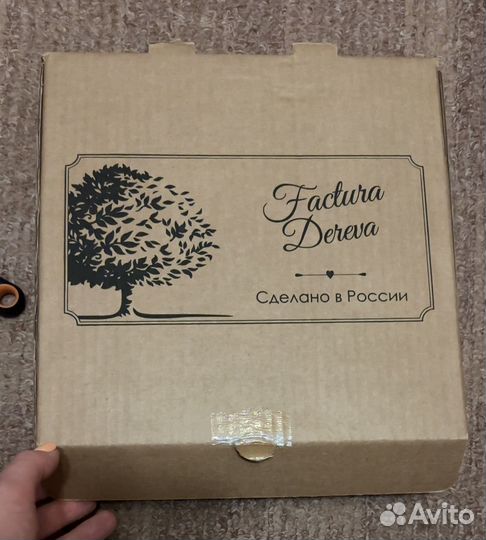 Factura
Dereva
Сделано в России
Avito